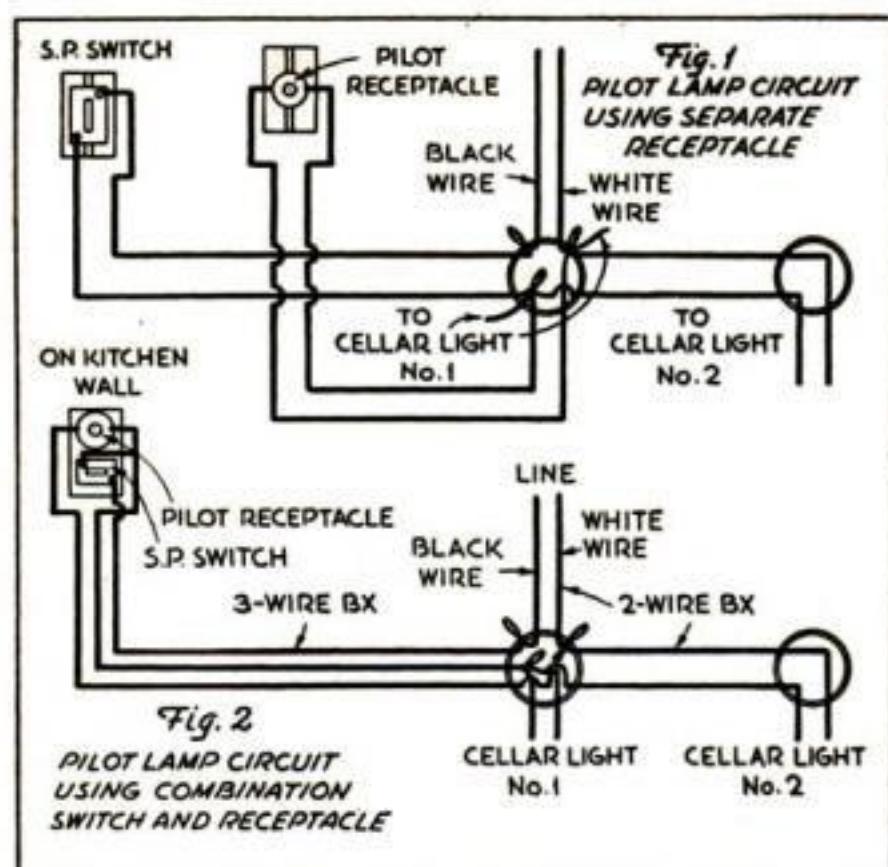 S.P. SWITCH
PILOT
RECEPTACLE
Fig. 1
PILOT LAMP CIRCUIT
USING SEPARATE
RECEPTACLE
BLACK
WIRE
WHITE
WIRE
TO
CELLAR LIGHT
No. 1
TO
CELLAR LIGHT
No. 2
ON KITCHEN
WALL
PILOT RECEPTACLE
S.P. SWITCH
LINE
BLACK
WIRE
WHITE
WIRE
3-WIRE BX
2-WIRE BX
Fig. 2
PILOT LAMP CIRCUIT
USING COMBINATION
SWITCH AND RECEPTACLE
CELLAR LIGHT
No. 1
CELLAR LIGHT
No. 2